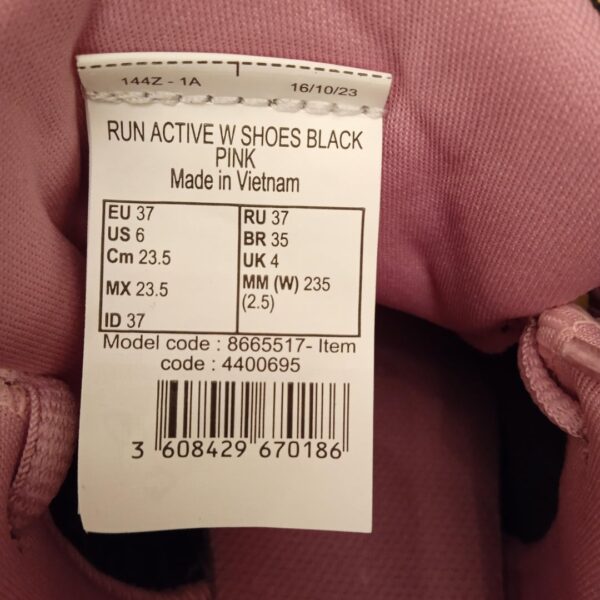 144Z - 1A 16/10/23
RUN ACTIVE W SHOES BLACK
PINK
Made in Vietnam
EU 37 RU 37
US 6 BR 35
Cm 23.5 UK 4
MX 23.5 MM (W) 235
(2.5)
ID 37
Model code : 8665517- Item
code : 4400695
3 608429 670186